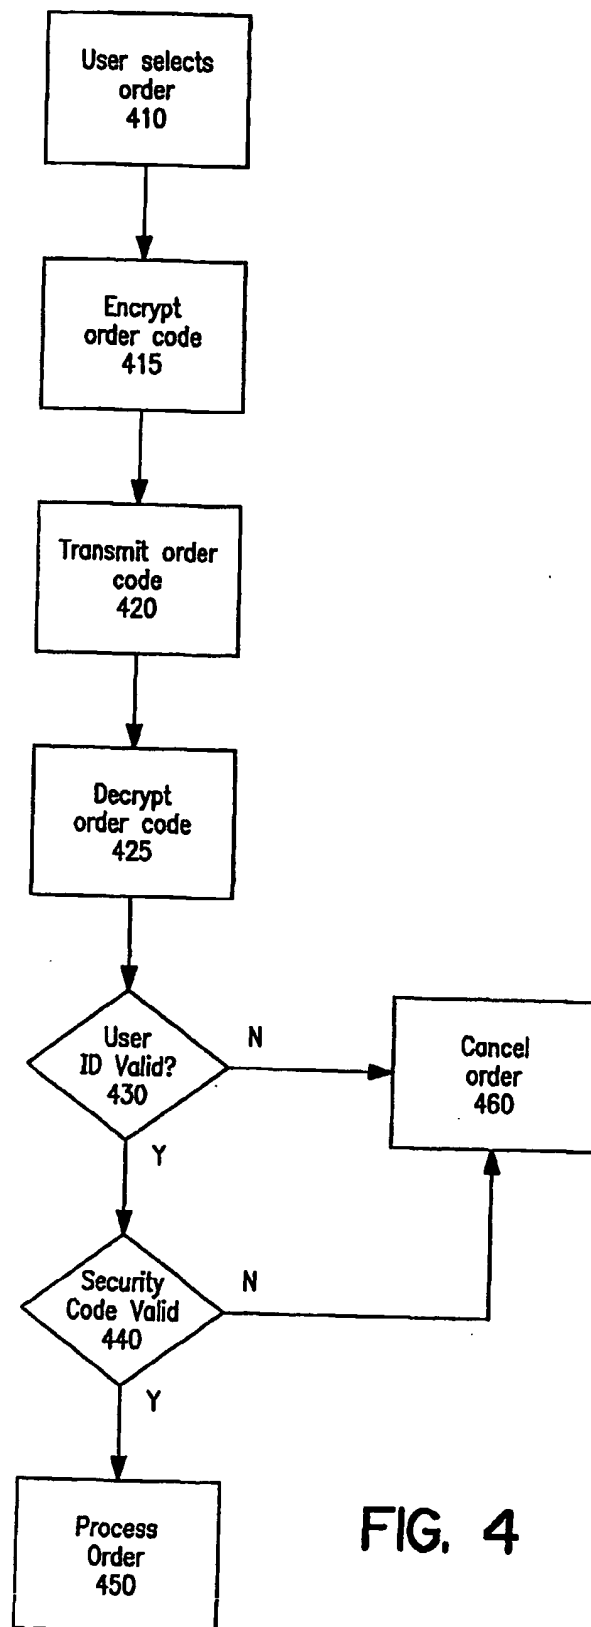 User selects
order
410
Encrypt
order code
415
Transmit order
code
420
Decrypt
order code
425
User
ID Valid?
430
N
Cancel
order
460
Y
Security
Code Valid
440
N
Y
Process
Order
450
FIG. 4